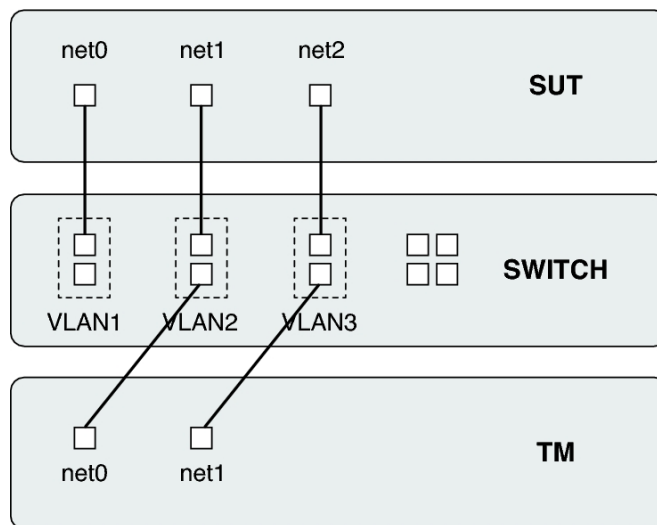 net0 net1 net2
SUT
SWITCH
VLAN1 VLAN2 VLAN3
TM
net0 net1